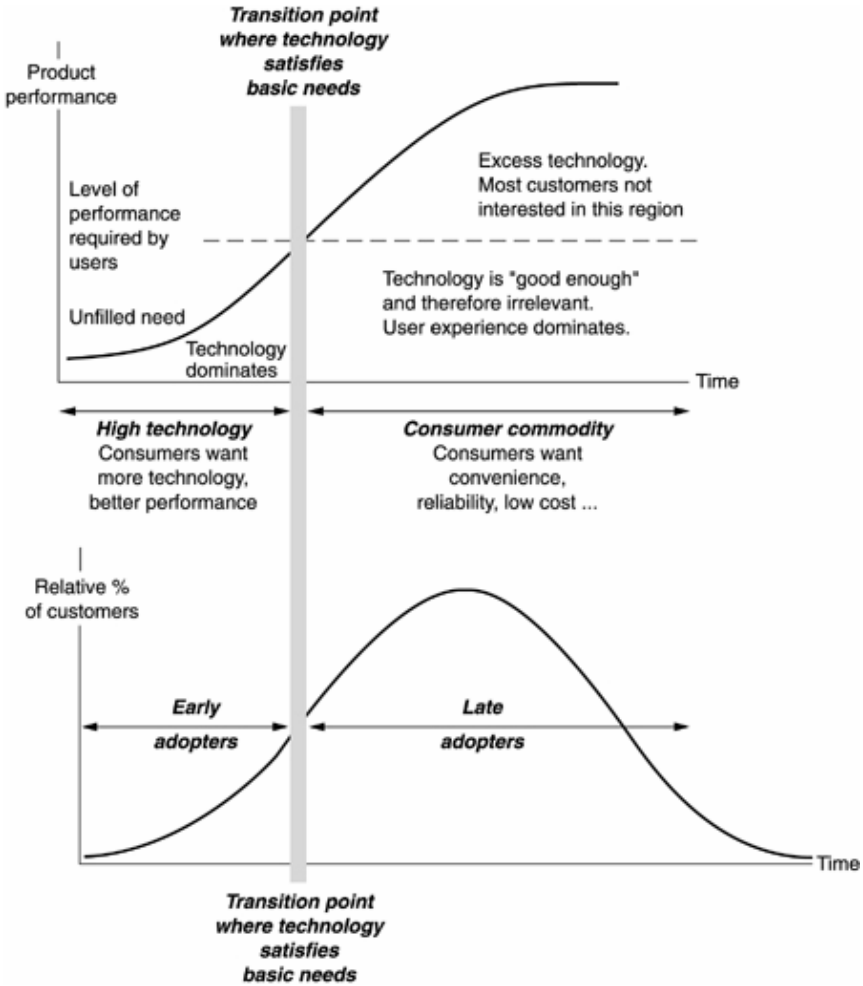 Transition point
where technology
satisfies
basic needs
Product
performance
Excess technology.
Most customers not
interested in this region
Level of
performance
required by
users
Technology is "good enough"
and therefore irrelevant.
User experience dominates.
Unfilled need
Technology
dominates
Time
High technology
Consumers want
more technology,
better performance
Consumer commodity
Consumers want
convenience,
reliability, low cost ...
Relative %
of customers
Early
adopters
Late
adopters
Time
Transition point
where technology
satisfies
basic needs